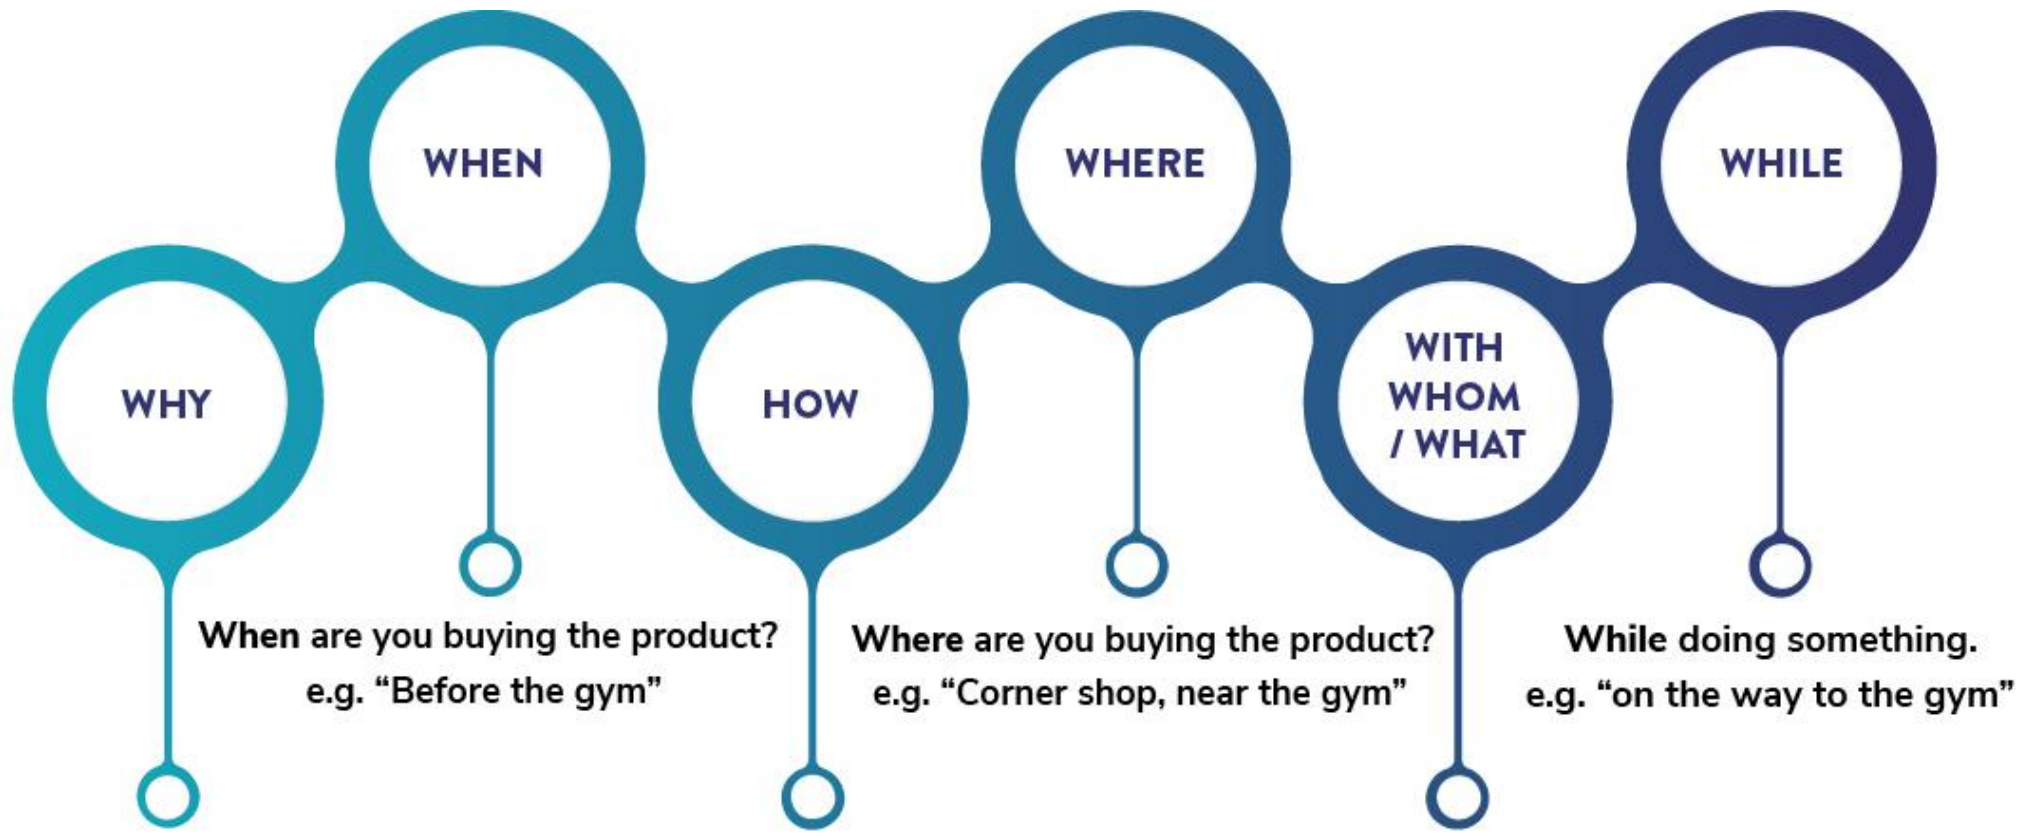 WHEN
WHERE
WHILE
WHY
HOW
WITH
WHOM
/ WHAT
When are you buying the product?
e.g. “Before the gym”
Where are you buying the product?
e.g. “Corner shop, near the gym”
While doing something.
e.g. “on the way to the gym”